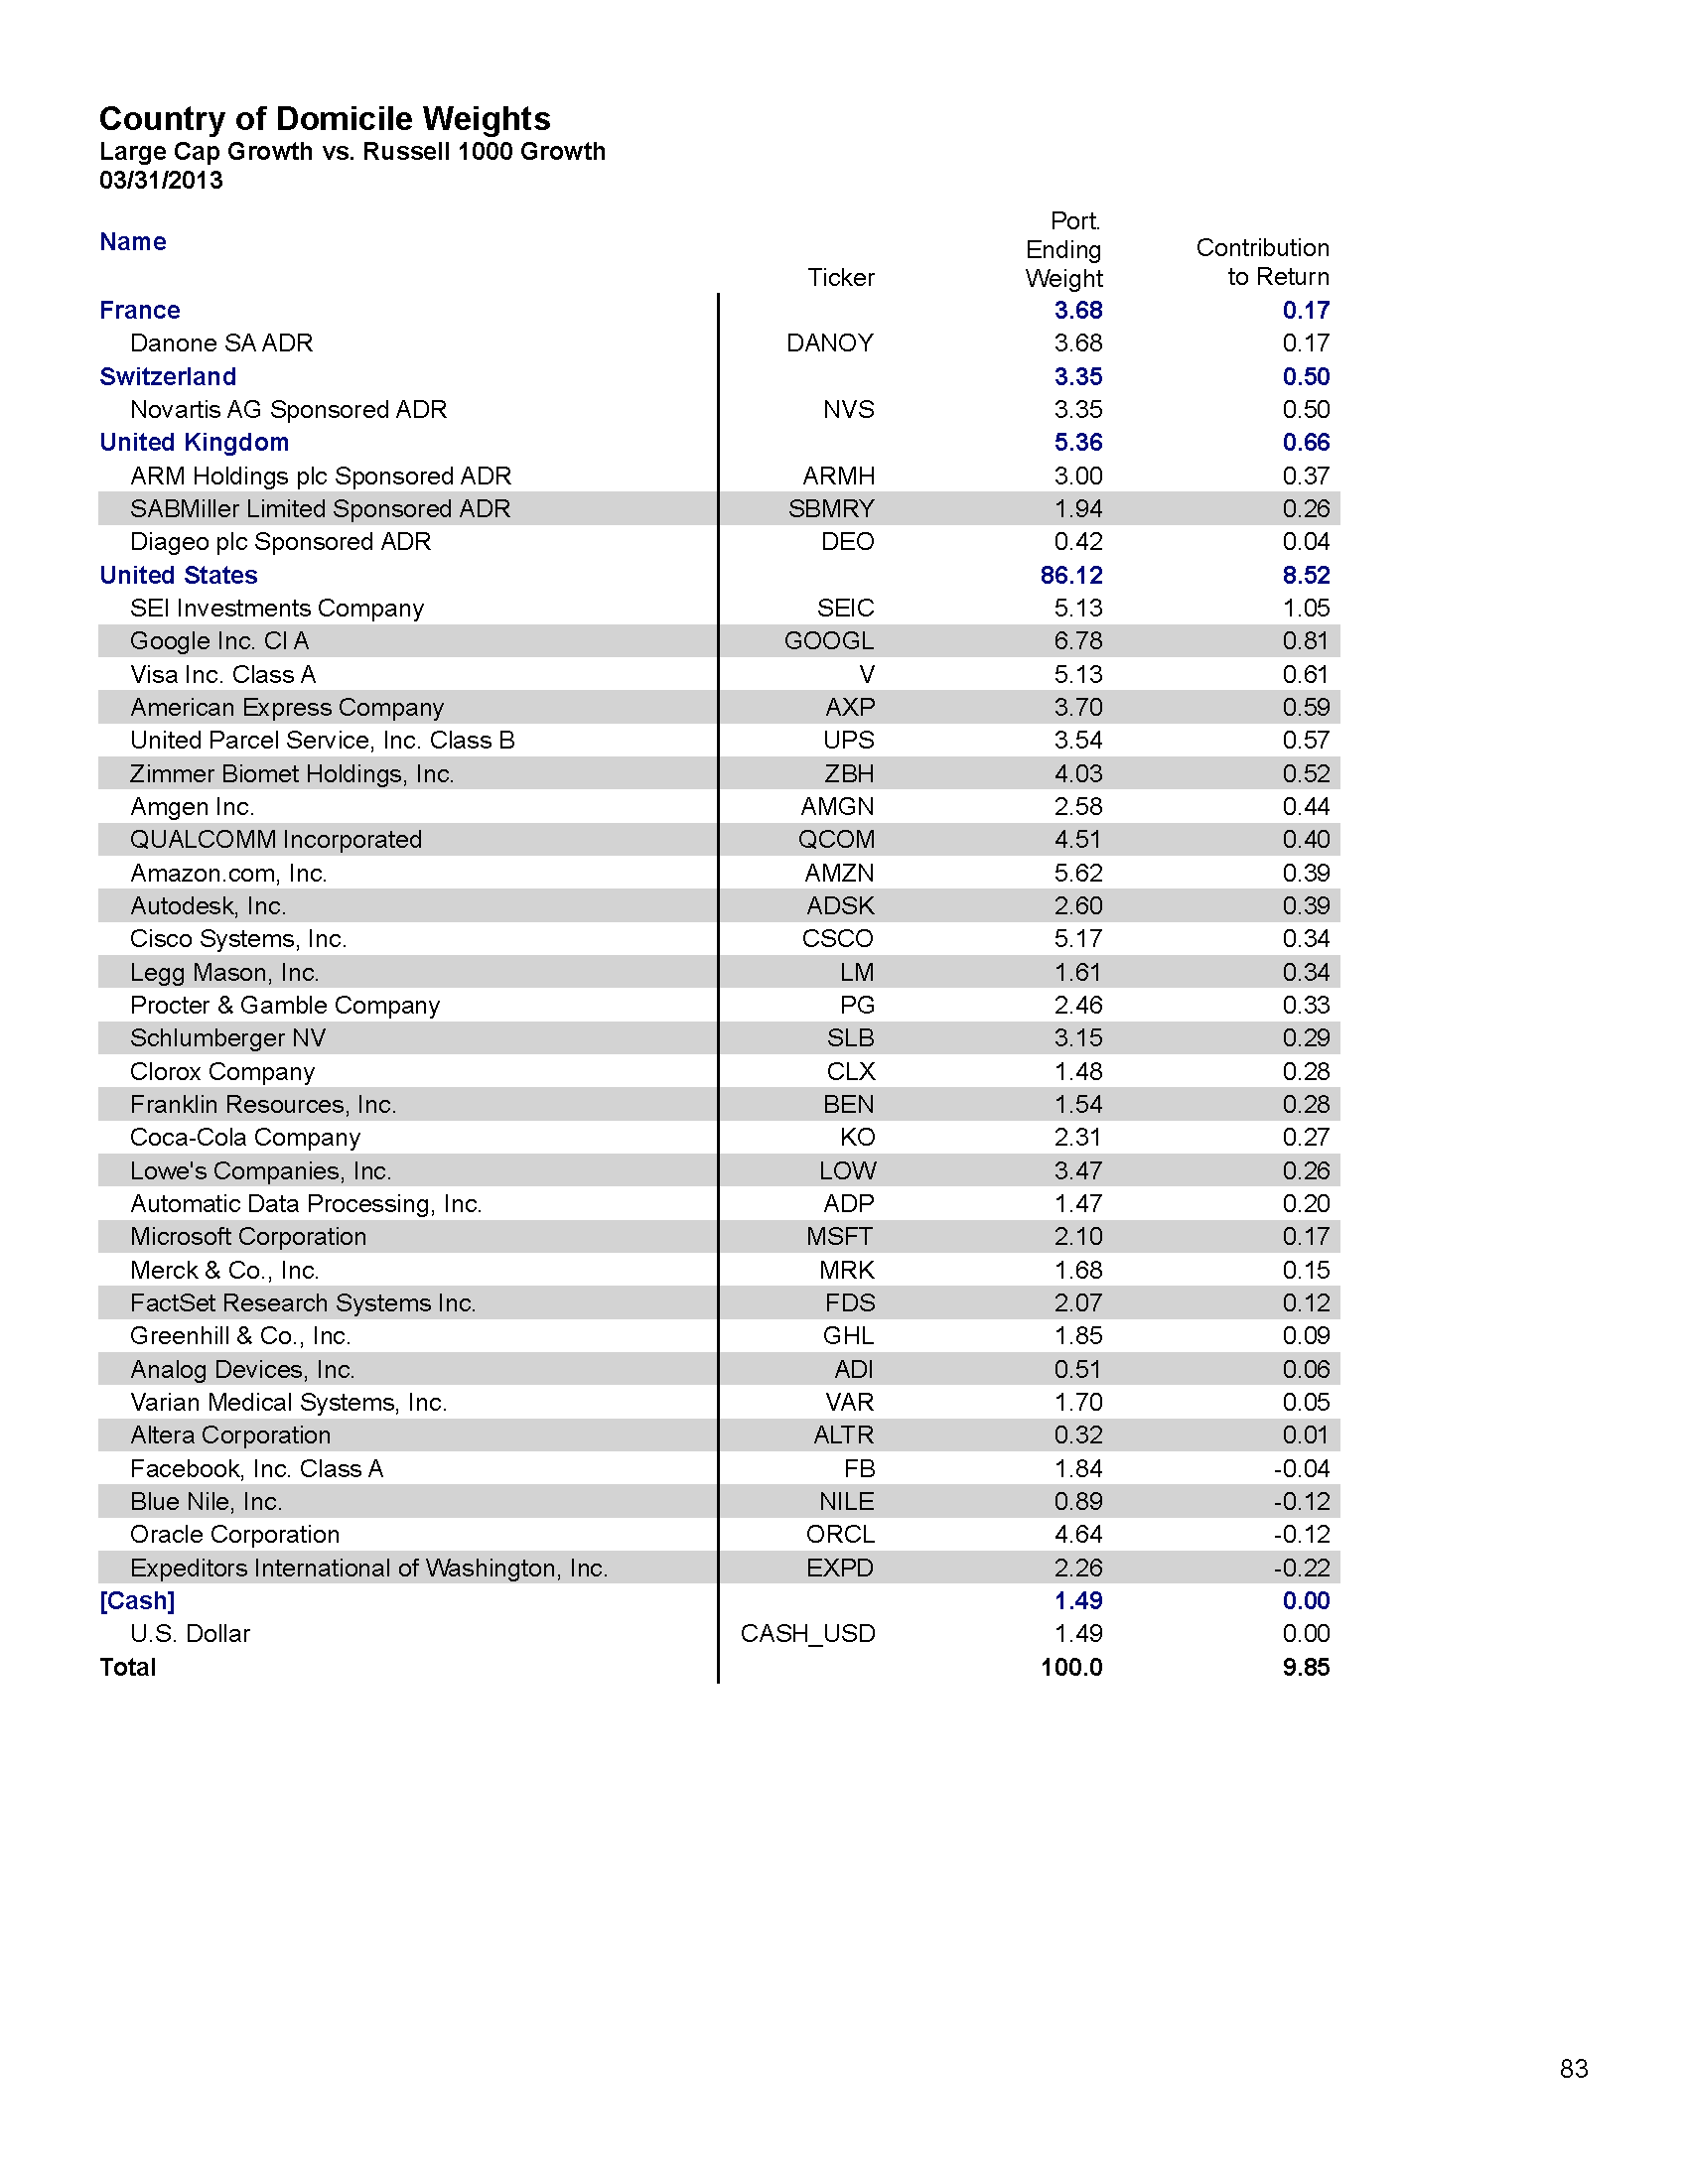 Country of Domicile Weights
Large Cap Growth vs. Russell 1000 Growth
03/31/2013
Name Ticker Port. Ending Weight Contribution to Return
France 3.68 0.17
Danone SA ADR DANOY 3.68 0.17
Switzerland 3.35 0.50
Novartis AG Sponsored ADR NVS 3.35 0.50
United Kingdom 5.36 0.66
ARM Holdings plc Sponsored ADR ARMH 3.00 0.37
SABMiller Limited Sponsored ADR SBMRY 1.94 0.26
Diageo plc Sponsored ADR DEO 0.42 0.04
United States 86.12 8.52
SEI Investments Company SEIC 5.13 1.05
Google Inc. Cl A GOOGL 6.78 0.81
Visa Inc. Class A V 5.13 0.61
American Express Company AXP 3.70 0.59
United Parcel Service, Inc. Class B UPS 3.54 0.57
Zimmer Biomet Holdings, Inc. ZBH 4.03 0.52
Amgen Inc. AMGN 2.58 0.44
QUALCOMM Incorporated QCOM 4.51 0.40
Amazon.com, Inc. AMZN 5.62 0.39
Autodesk, Inc. ADSK 2.60 0.39
Cisco Systems, Inc. CSCO 5.17 0.34
Legg Mason, Inc. LM 1.61 0.34
Procter & Gamble Company PG 2.46 0.33
Schlumberger NV SLB 3.15 0.29
Clorox Company CLX 1.48 0.28
Franklin Resources, Inc. BEN 1.54 0.28
Coca-Cola Company KO 2.31 0.27
Lowe's Companies, Inc. LOW 3.47 0.26
Automatic Data Processing, Inc. ADP 1.47 0.20
Microsoft Corporation MSFT 2.10 0.17
Merck & Co., Inc. MRK 1.68 0.15
FactSet Research Systems Inc. FDS 2.07 0.12
Greenhill & Co., Inc. GHL 1.85 0.09
Analog Devices, Inc. ADI 0.51 0.06
Varian Medical Systems, Inc. VAR 1.70 0.05
Altera Corporation ALTR 0.32 0.01
Facebook, Inc. Class A FB 1.84 -0.04
Blue Nile, Inc. NILE 0.89 -0.12
Oracle Corporation ORCL 4.64 -0.12
Expeditors International of Washington, Inc. EXPD 2.26 -0.22
[Cash] 1.49 0.00
U.S. Dollar CASH_USD 1.49 0.00
Total 100.0 9.85
83